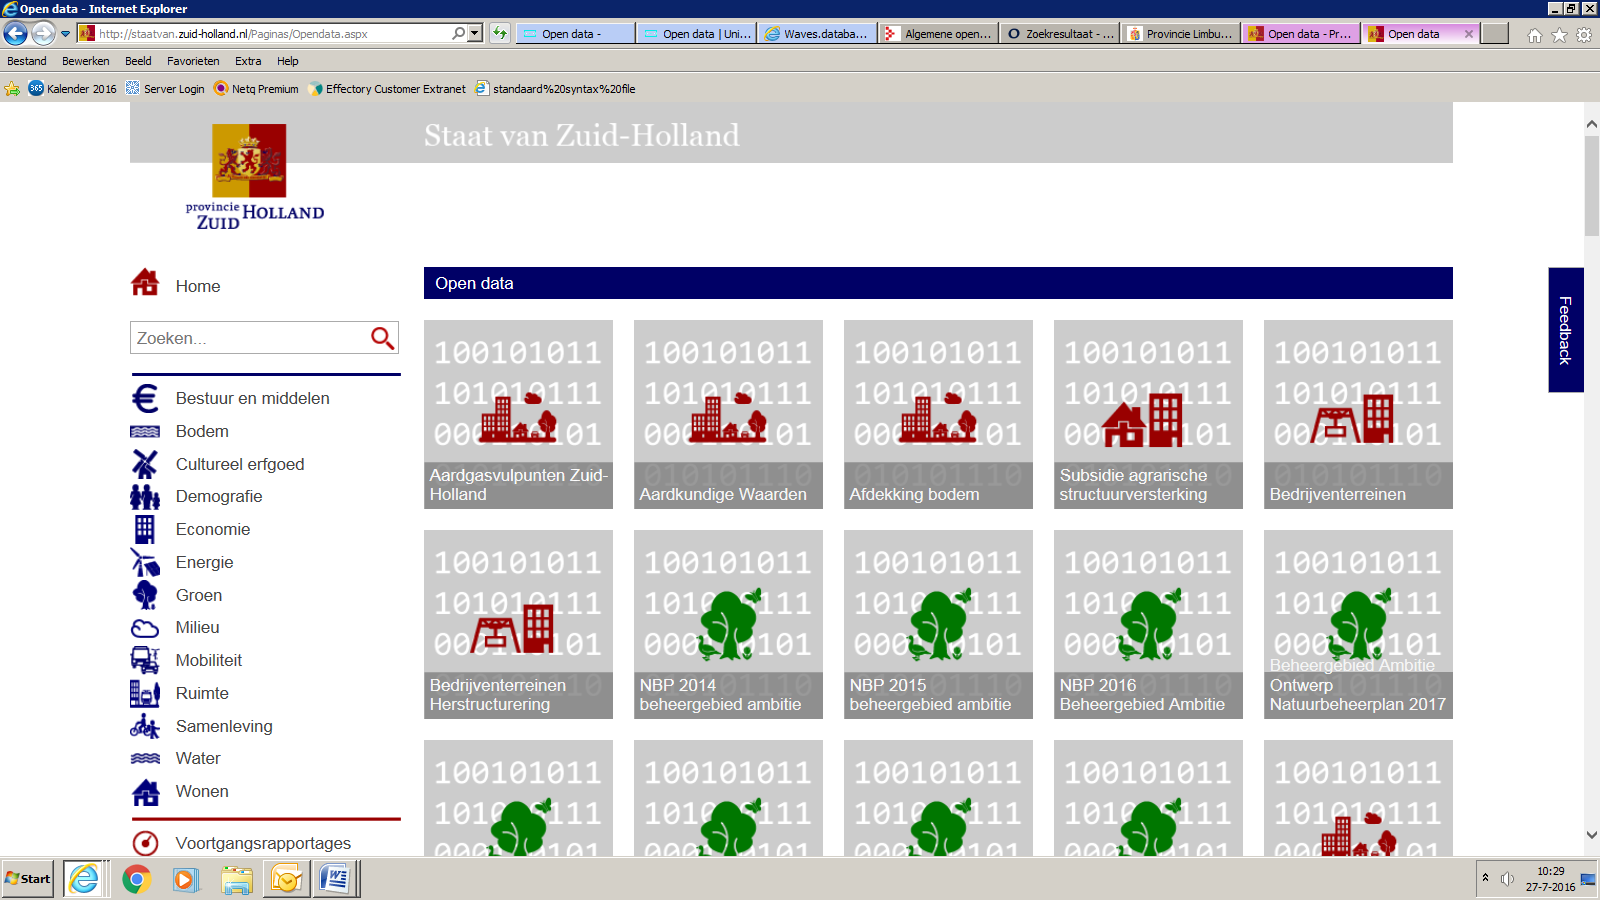 Open data - Internet Explorer
http://staatvan.zuid-holland.nl/Paginas/Opendata.aspx
Open data -
Open data | Uni...
Waves.databa...
Algemene open...
Zoekresultaat - ...
Provincie Limbu...
Open data - Pr...
Open data
Bestand Bewerken Beeld Favorieten Extra Help
365 Kalender 2016 Server Login Netq Premium Effectory Customer Extranet standaard%20syntax%20file
Staat van Zuid-Holland
provincie HOLLAND
ZUID
Home
Zoeken...
Bestuur en middelen
Bodem
Cultureel erfgoed
Demografie
Economie
Energie
Groen
Milieu
Mobiliteit
Ruimte
Samenleving
Water
Wonen
Voortgangsrapportages
Open data
Aardgasvulpunten Zuid-
Holland
Aardkundige Waarden
Afdekking bodem
Subsidie agrarische
structuurversterking
Bedrijventerreinen
Bedrijventerreinen
Herstructurering
NBP 2014
beheergebied ambitie
NBP 2015
beheergebied ambitie
NBP 2016
Beheergebied Ambitie
Beheergebied Ambitie
Ontwerp
Natuurbeheerplan 2017
Feedback
Start
10:29
27-7-2016